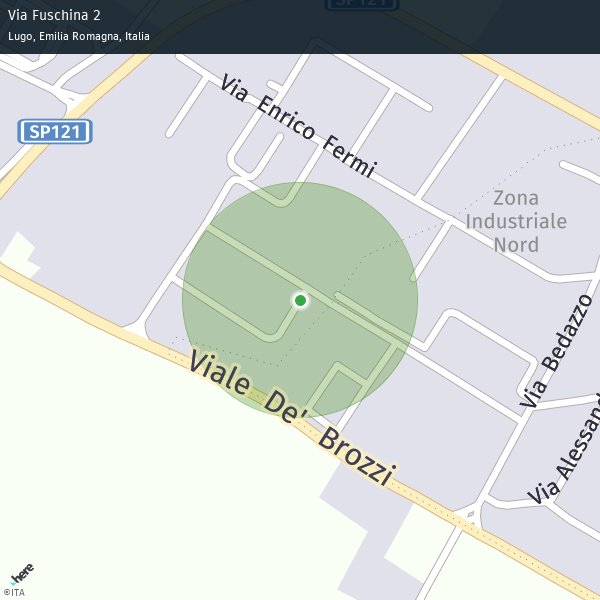 Via Fuschina 2
Lugo, Emilia Romagna, Italia
SP121
Via Enrico Fermi
SP121
Zona
Industriale
Nord
Via Bedazzo
Viale De' Brozzi
Via Alessand
here
©ITA